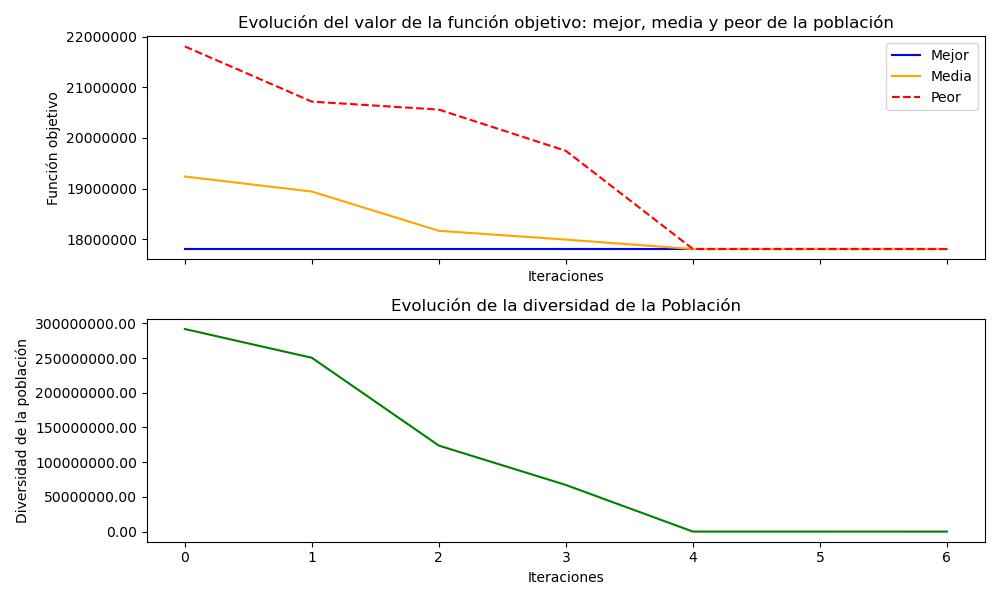 Evolución del valor de la función objetivo: mejor, media y peor de la población
22000000
21000000
20000000
19000000
18000000
Función objetivo
Mejor
Media
Peor
Iteraciones
Evolución de la diversidad de la Población
300000000.00
250000000.00
200000000.00
150000000.00
100000000.00
50000000.00
0.00
Diversidad de la población
0 1 2 3 4 5 6
Iteraciones